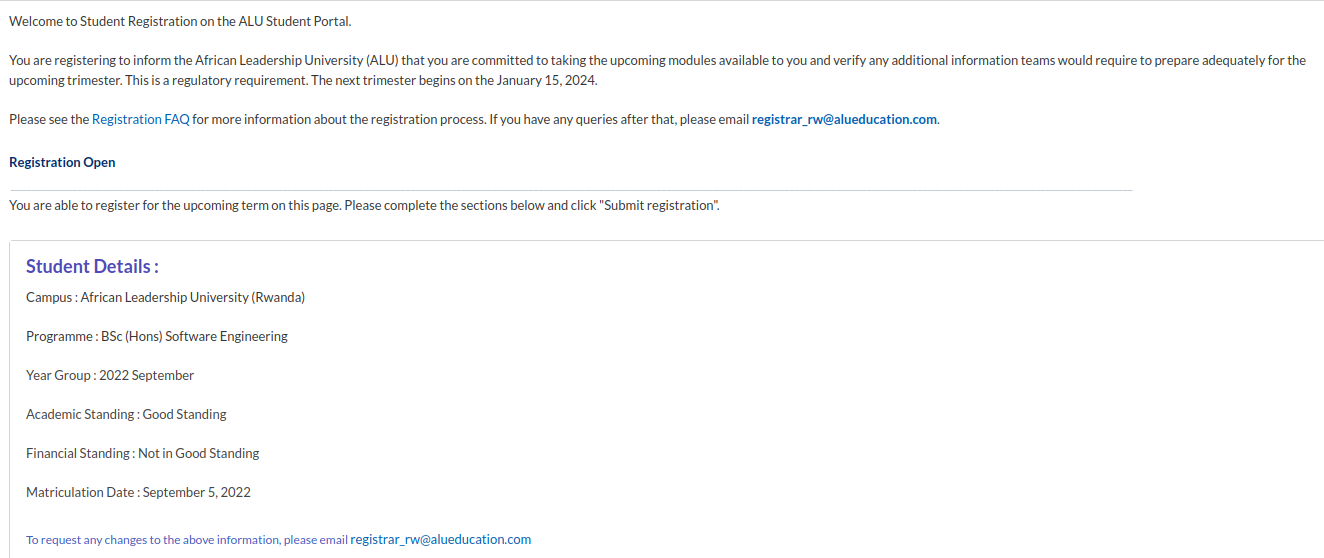 Welcome to Student Registration on the ALU Student Portal.
You are registering to inform the African Leadership University (ALU) that you are committed to taking the upcoming modules available to you and verify any additional information teams would require to prepare adequately for the
upcoming trimester. This is a regulatory requirement. The next trimester begins on the January 15, 2024.
Please see the Registration FAQ for more information about the registration process. If you have any queries after that, please email registrar_rw@alueducation.com.
Registration Open
You are able to register for the upcoming term on this page. Please complete the sections below and click "Submit registration".
Student Details :
Campus : African Leadership University (Rwanda)
Programme : BSc (Hons) Software Engineering
Year Group : 2022 September
Academic Standing : Good Standing
Financial Standing : Not in Good Standing
Matriculation Date : September 5, 2022
To request any changes to the above information, please email registrar_rw@alueducation.com